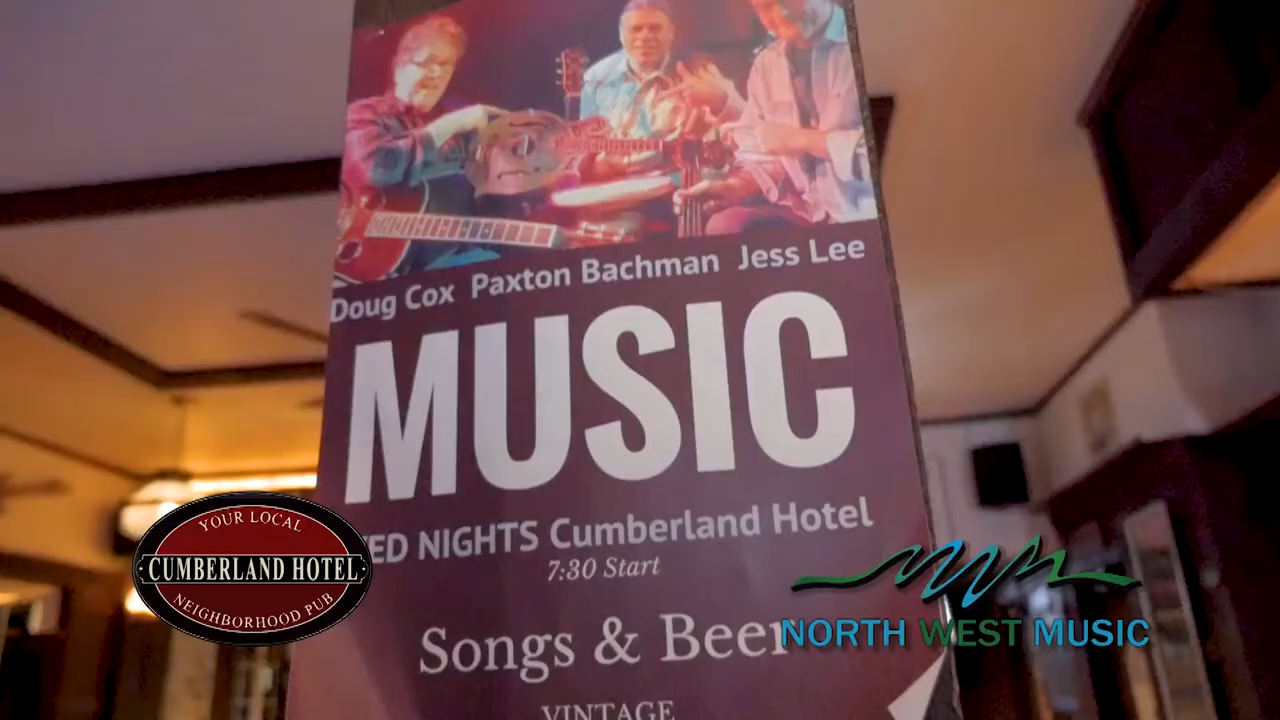 Doug Cox Paxton Bachman Jess Lee
MUSIC
ED NIGHTS Cumberland Hotel
7:30 Start
Songs & Beer
VINTAGE
YOUR LOCAL
CUMBERLAND HOTEL
NEIGHBORHOOD PUB
NORTH WEST MUSIC